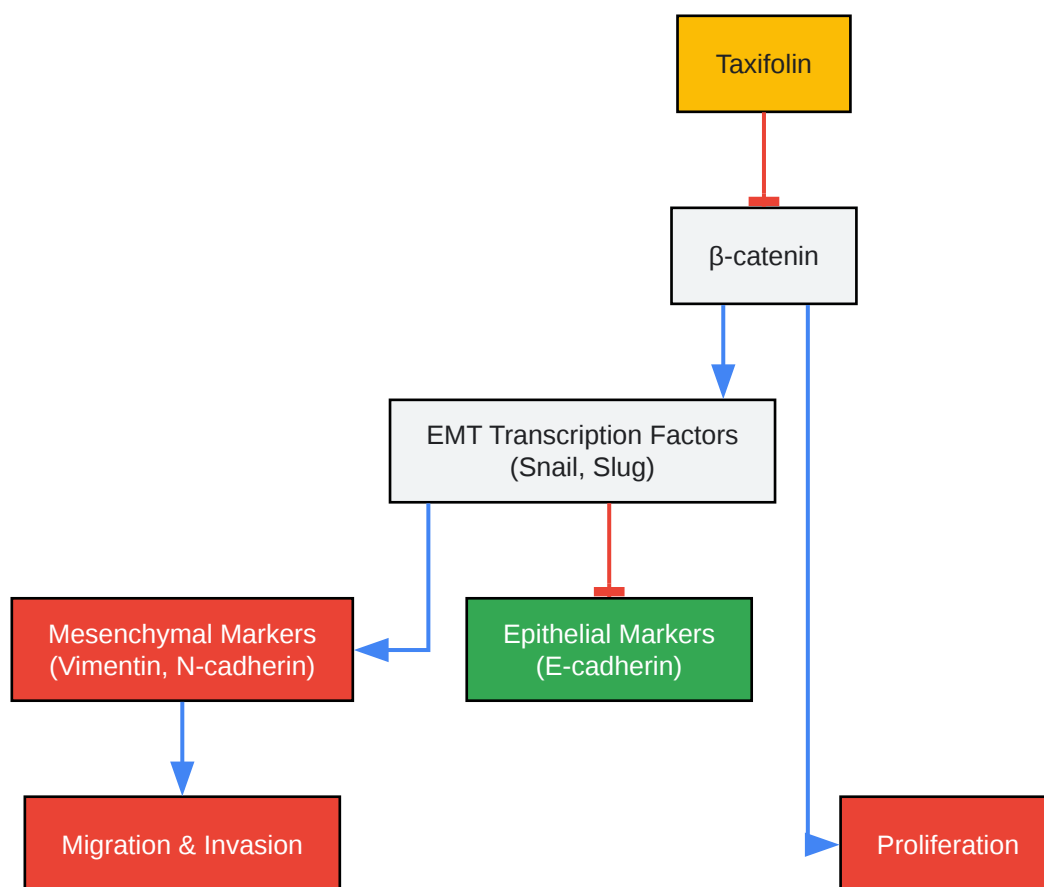 Taxifolin
β-catenin
EMT Transcription Factors
(Snail, Slug)
Mesenchymal Markers
(Vimentin, N-cadherin)
Epithelial Markers
(E-cadherin)
Migration & Invasion
Proliferation